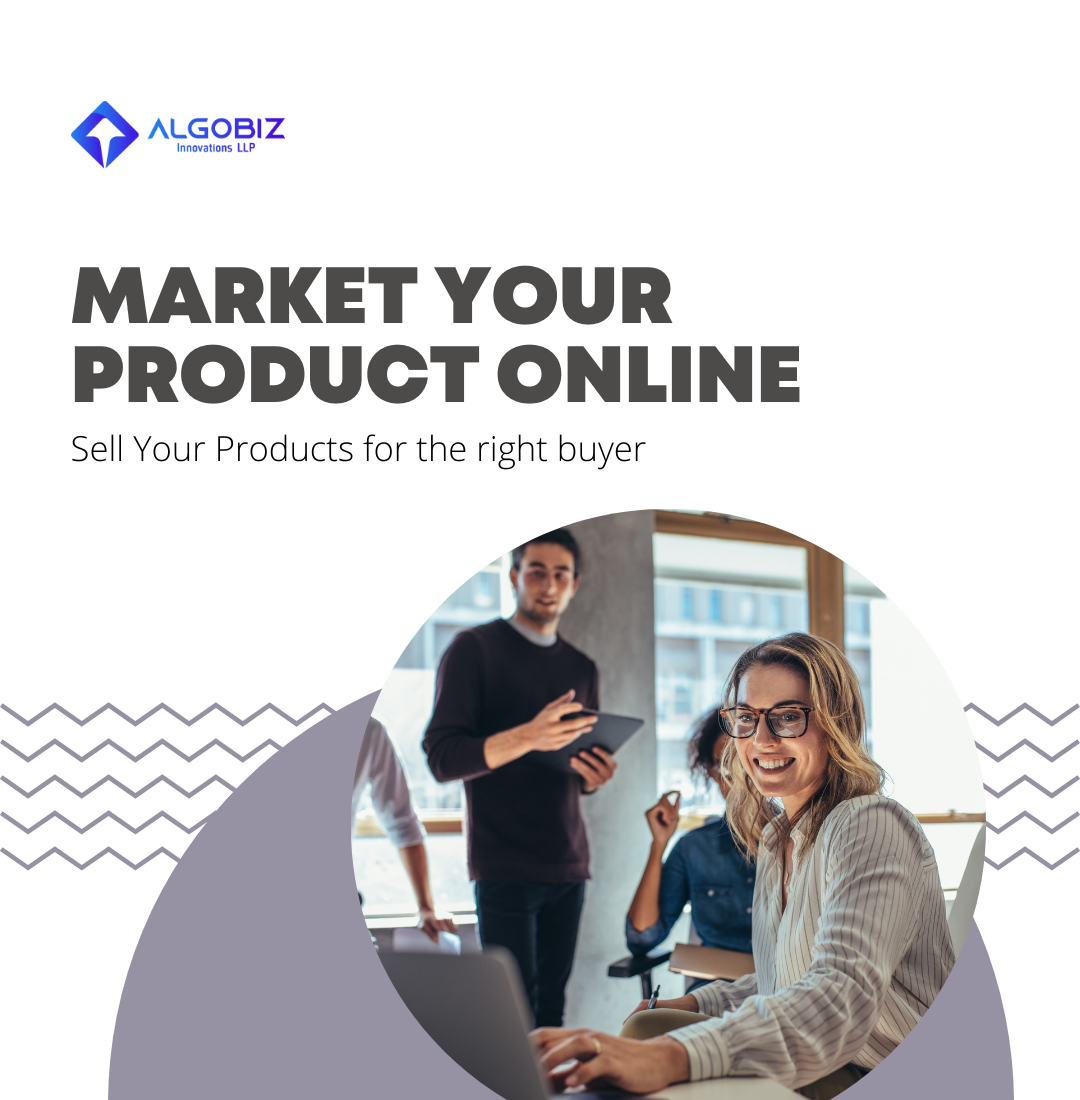 ALGOBIZ
Innovations LLP
MARKET YOUR
PRODUCT ONLINE
Sell Your Products for the right buyer